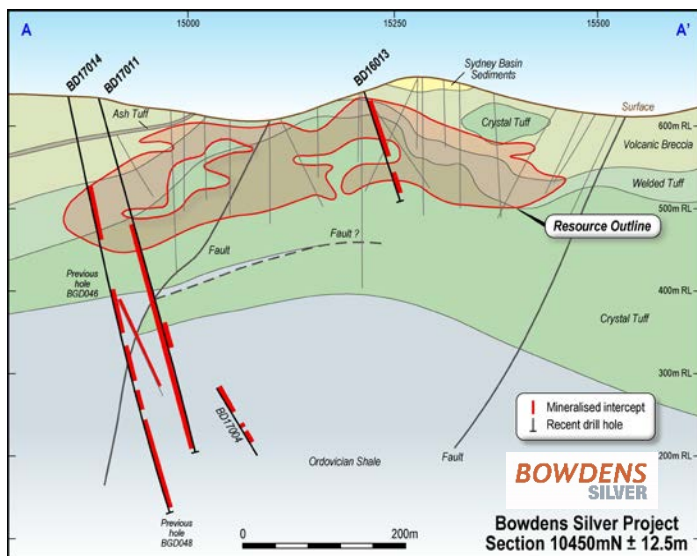 A
15000
15250
15500
A'
BD17014
BD17011
BD16013
Sydney Basin
Sediments
Ash Tuff
Surface
Crystal Tuff
600m RL
Volcanic Breccia
Welded Tuff
500m RL
Resource Outline
Fault
Fault ?
Previous
hole
BGD046
400m RL
Crystal Tuff
300m RL
Mineralised intercept
Recent drill hole
BD17004
Ordovician Shale
Fault
200m RL
BOWDENS
SILVER
Previous
hole
BGD048
0
200m
Bowdens Silver Project
Section 10450mN ± 12.5m